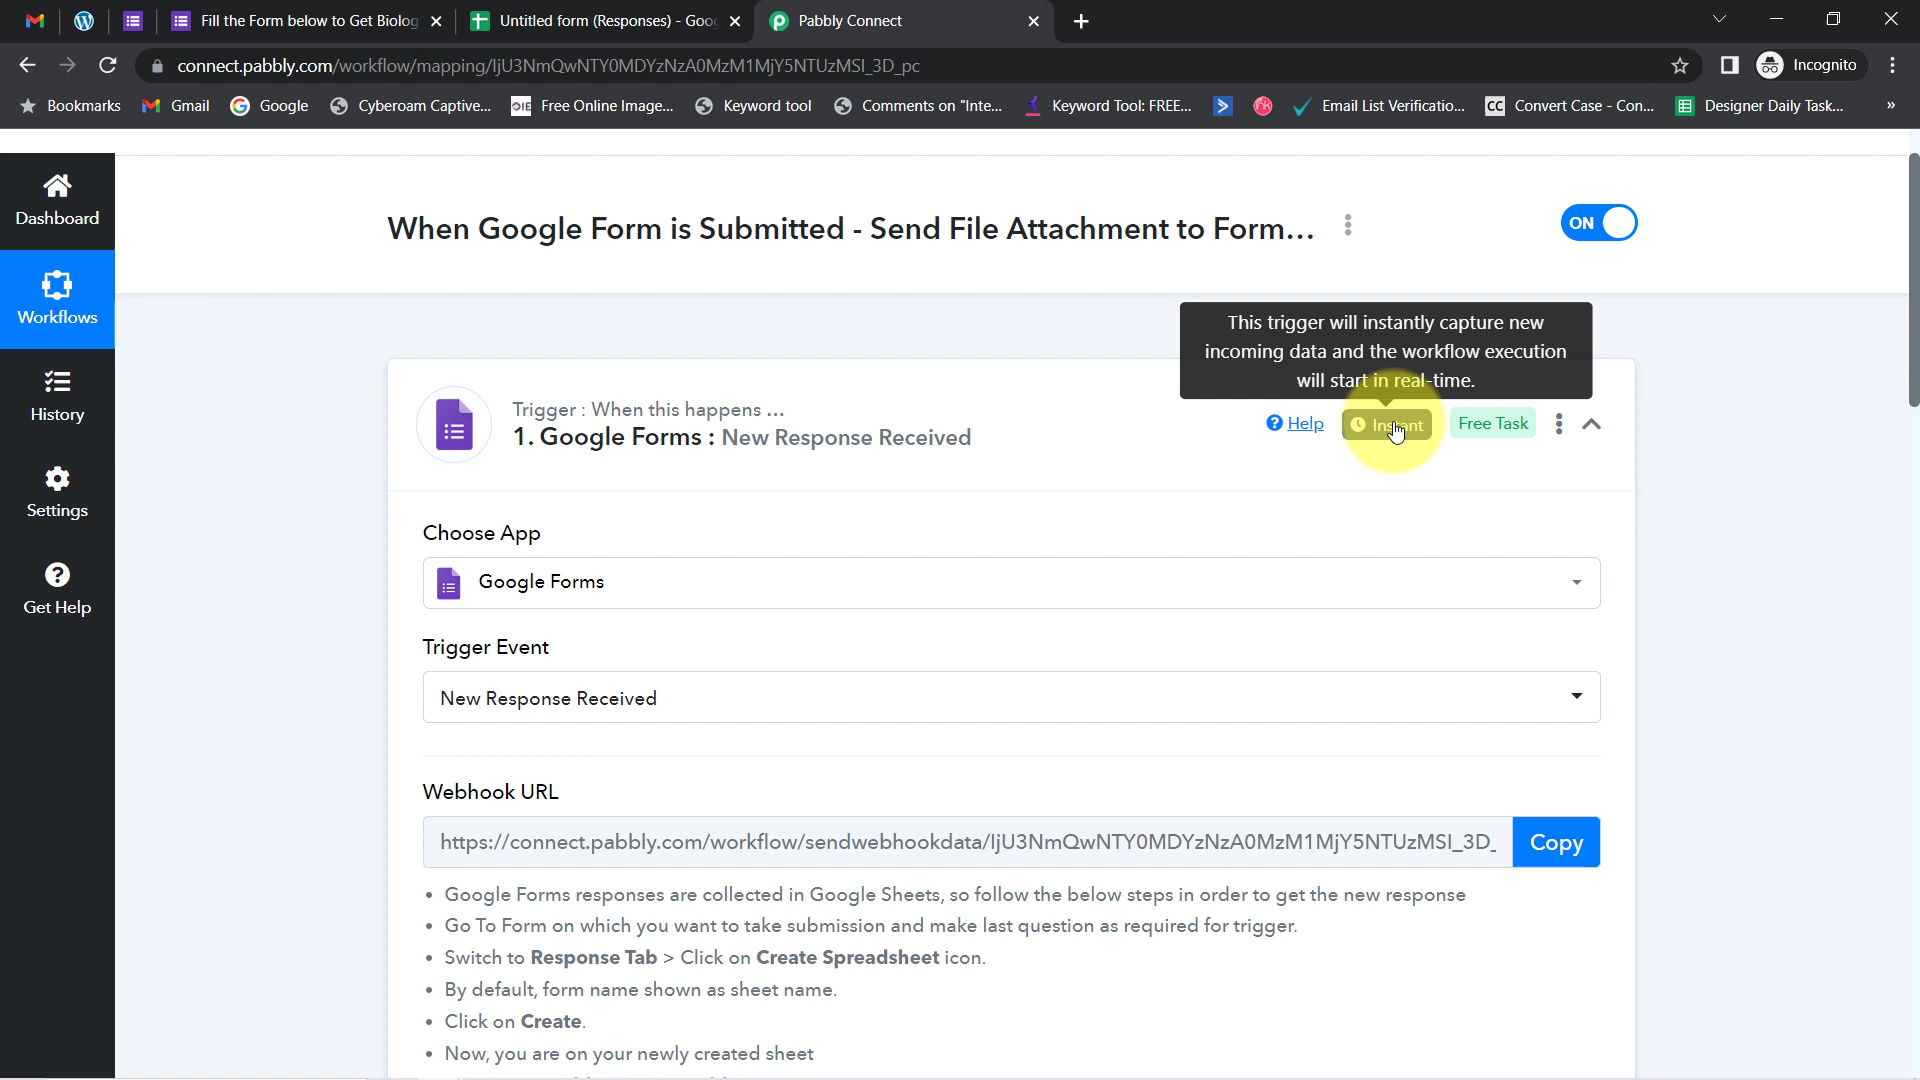 Fill the Form below to Get Biolog
Untitled form (Responses) - Goog
Pabbly Connect
connect.pabbly.com/workflow/mapping/IjU3NmQwNTY0MDYzNzA0MzM1MjY5NTUzMSI_3D_pc
Incognito
Bookmarks
Gmail
Google
Cyberoam Captive...
OIE Free Online Image...
Keyword tool
Comments on "Inte...
Keyword Tool: FREE...
Email List Verificatio...
CC Convert Case - Con...
Designer Daily Task...
»
Dashboard
Workflows
History
Settings
Get Help
When Google Form is Submitted - Send File Attachment to Form...
ON
This trigger will instantly capture new
incoming data and the workflow execution
will start in real-time.
Trigger : When this happens ...
1. Google Forms : New Response Received
Help
Instant
Free Task
Choose App
Google Forms
Trigger Event
New Response Received
Webhook URL
https://connect.pabbly.com/workflow/sendwebhookdata/IjU3NmQwNTY0MDYzNzA0MzM1MjY5NTUzMSI_3D_
Copy
• Google Forms responses are collected in Google Sheets, so follow the below steps in order to get the new response
• Go To Form on which you want to take submission and make last question as required for trigger.
• Switch to Response Tab > Click on Create Spreadsheet icon.
• By default, form name shown as sheet name.
• Click on Create.
• Now, you are on your newly created sheet